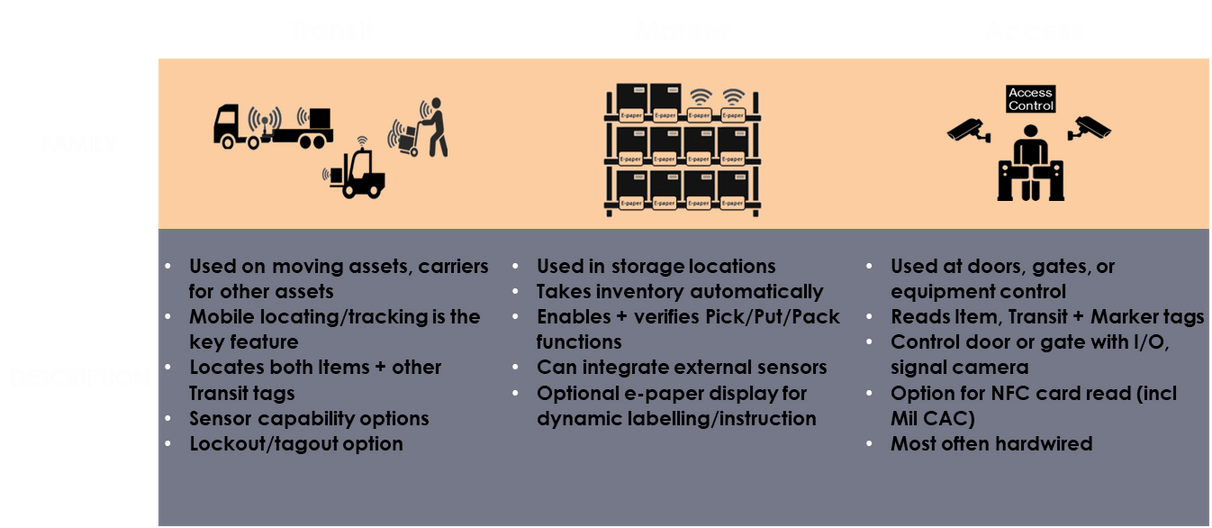 Access
Control
E-paper E-paper E-paper E-paper
E-paper E-paper E-paper E-paper
E-paper E-paper E-paper E-paper
• Used on moving assets, carriers
for other assets
• Mobile locating/tracking is the
key feature
• Locates both Items + other
Transit tags
• Sensor capability options
• Lockout/tagout option
• Used in storage locations
• Takes inventory automatically
• Enables + verifies Pick/Put/Pack
functions
• Can integrate external sensors
• Optional e-paper display for
dynamic labelling/instruction
• Used at doors, gates, or
equipment control
• Reads Item, Transit + Marker tags
• Control door or gate with I/O,
signal camera
• Option for NFC card read (incl
Mil CAC)
• Most often hardwired